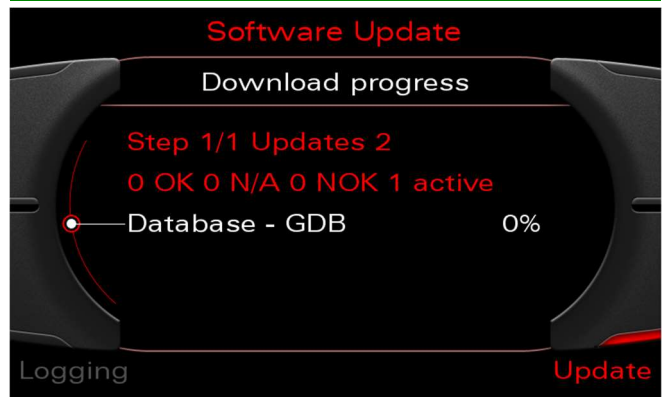 Software Update
Download progress
Step 1/1 Updates 2
0 OK 0 N/A 0 NOK 1 active
Database - GDB 0%
Logging Update